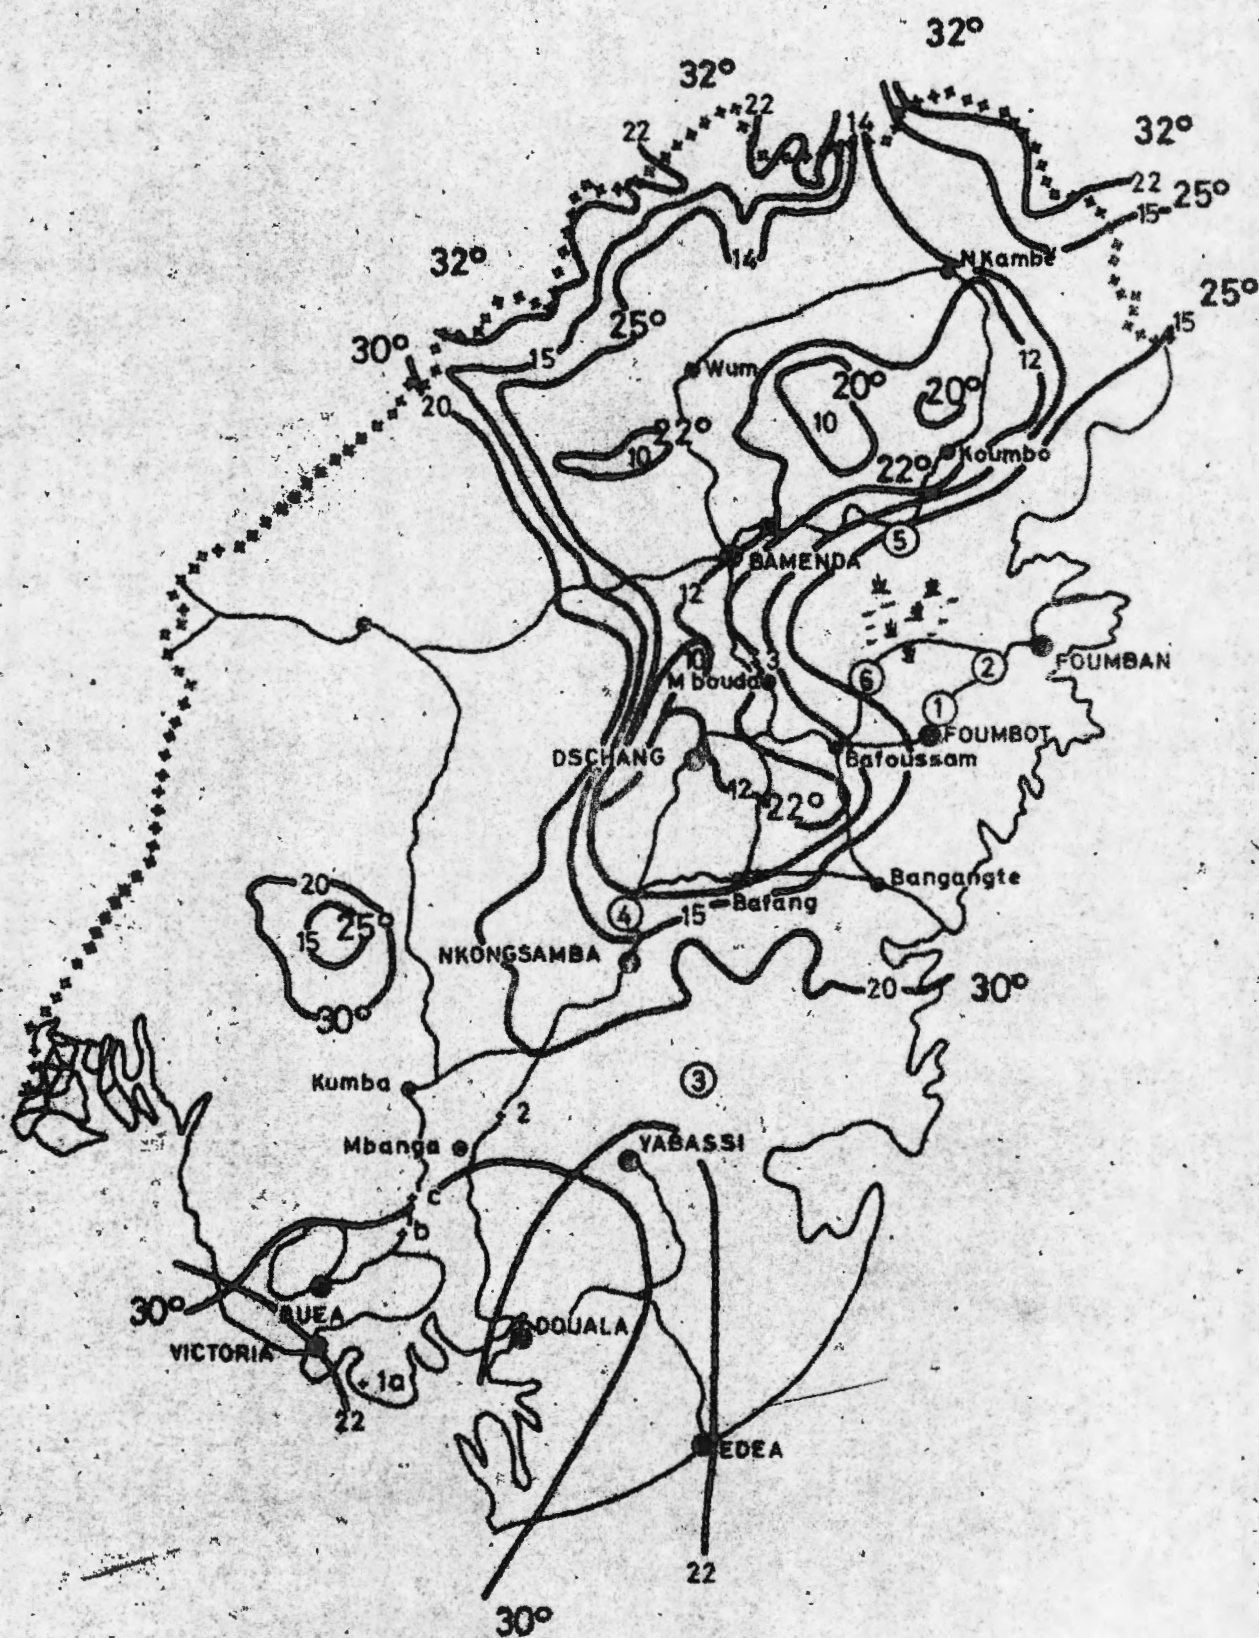 32°
32°
22
14
22
32°
22
25°
15
32°
14
N Kambe
25°
15
25°
30°
15
12
20
Wum
20°
20°
10
22°
10
Koumbo
22°
5
BAMENDA
12
10
3
M bouda
6
2
FOUMBAN
1
FOUMBOT
DSCHANG
Bafoussam
12
22°
20
Bangangte
15
25°
4
15
Bafang
NKONGSAMBA
20
30°
30°
3
Kumba
2
Mbanga
YABASSI
c
b
30°
BUEA
DOUALA
VICTORIA
1a
22
EDEA
22
30°